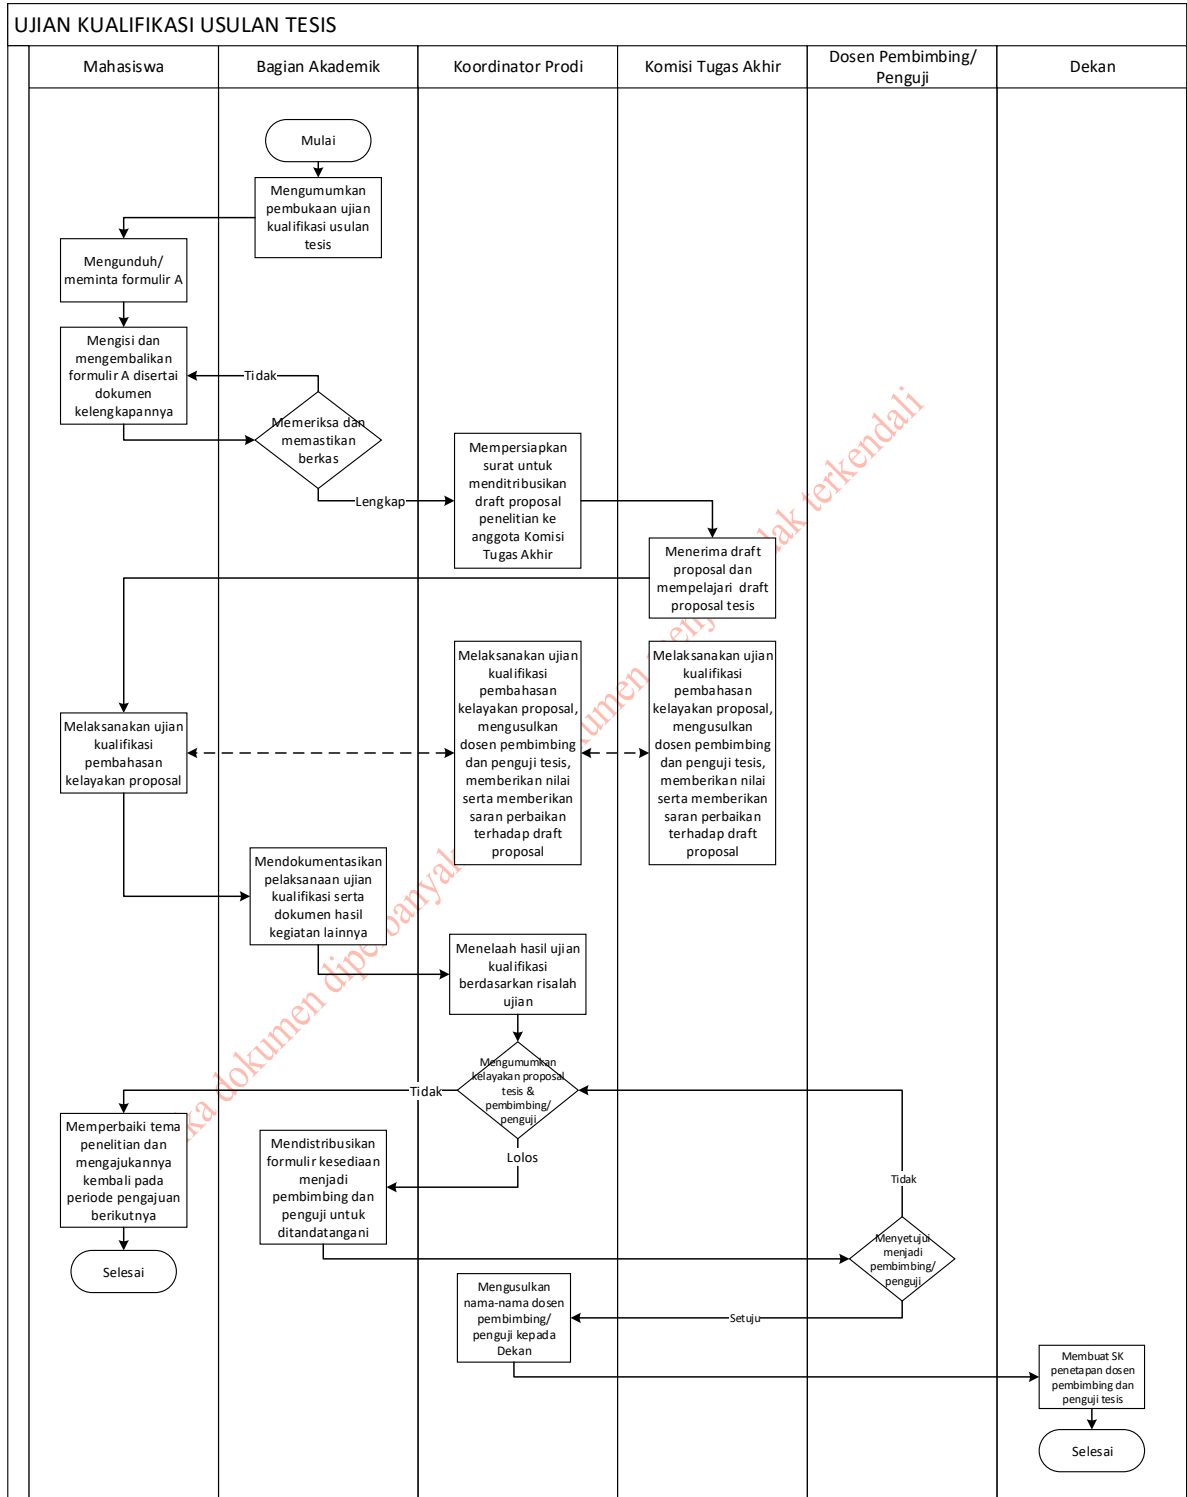 UJIAN KUALIFIKASI USULAN TESIS
Mahasiswa
Bagian Akademik
Koordinator Prodi
Komisi Tugas Akhir
Dosen Pembimbing/
Penguji
Dekan
Mulai
Mengumumkan
pembukaan ujian
kualifikasi usulan
tesis
Mengunduh/
meminta formulir A
Mengisi dan
mengembalikan
formulir A disertai
dokumen
kelengkapannya
Tidak
Memeriksa dan
memastikan
berkas
Lengkap
Mempersiapkan
surat untuk
menditribusikan
draft proposal
penelitian ke
anggota Komisi
Tugas Akhir
Menerima draft
proposal dan
mempelajari draft
proposal tesis
Melaksanakan ujian
kualifikasi
pembahasan
kelayakan proposal
Melaksanakan ujian
kualifikasi
pembahasan
kelayakan proposal,
mengusulkan
dosen pembimbing
dan penguji tesis,
memberikan nilai
serta memberikan
saran perbaikan
terhadap draft
proposal
Melaksanakan ujian
kualifikasi
pembahasan
kelayakan proposal,
mengusulkan
dosen pembimbing
dan penguji tesis,
memberikan nilai
serta memberikan
saran perbaikan
terhadap draft
proposal
Mendokumentasikan
pelaksanaan ujian
kualifikasi serta
dokumen hasil
kegiatan lainnya
Menelaah hasil ujian
kualifikasi
berdasarkan risalah
ujian
Mengumumkan
kelayakan proposal
tesis &
pembimbing/
penguji
Tidak
Lolos
Memperbaiki tema
penelitian dan
mengajukannya
kembali pada
periode pengajuan
berikutnya
Selesai
Mendistribusikan
formulir kesediaan
menjadi
pembimbing dan
penguji untuk
ditandatangani
Tidak
Menyetujui
menjadi
pembimbing/
penguji
Setuju
Mengusulkan
nama-nama dosen
pembimbing/
penguji kepada
Dekan
Membuat SK
penetapan dosen
pembimbing dan
penguji tesis
Selesai
dokumen
terkendali